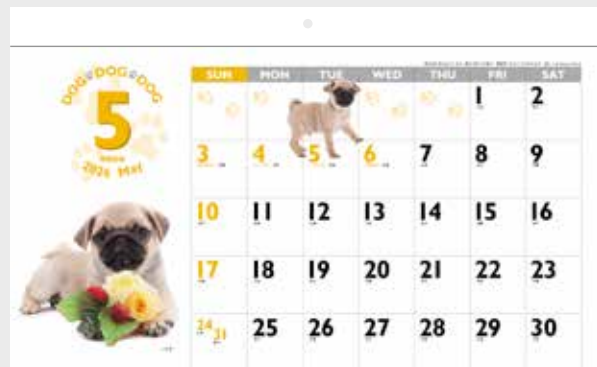 DOG DOG DOG
5
2026 May
SUN MON TUE WED THU FRI SAT
1 2
3 4 5 6 7 8 9
10 11 12 13 14 15 16
17 18 19 20 21 22 23
24 31 25 26 27 28 29 30